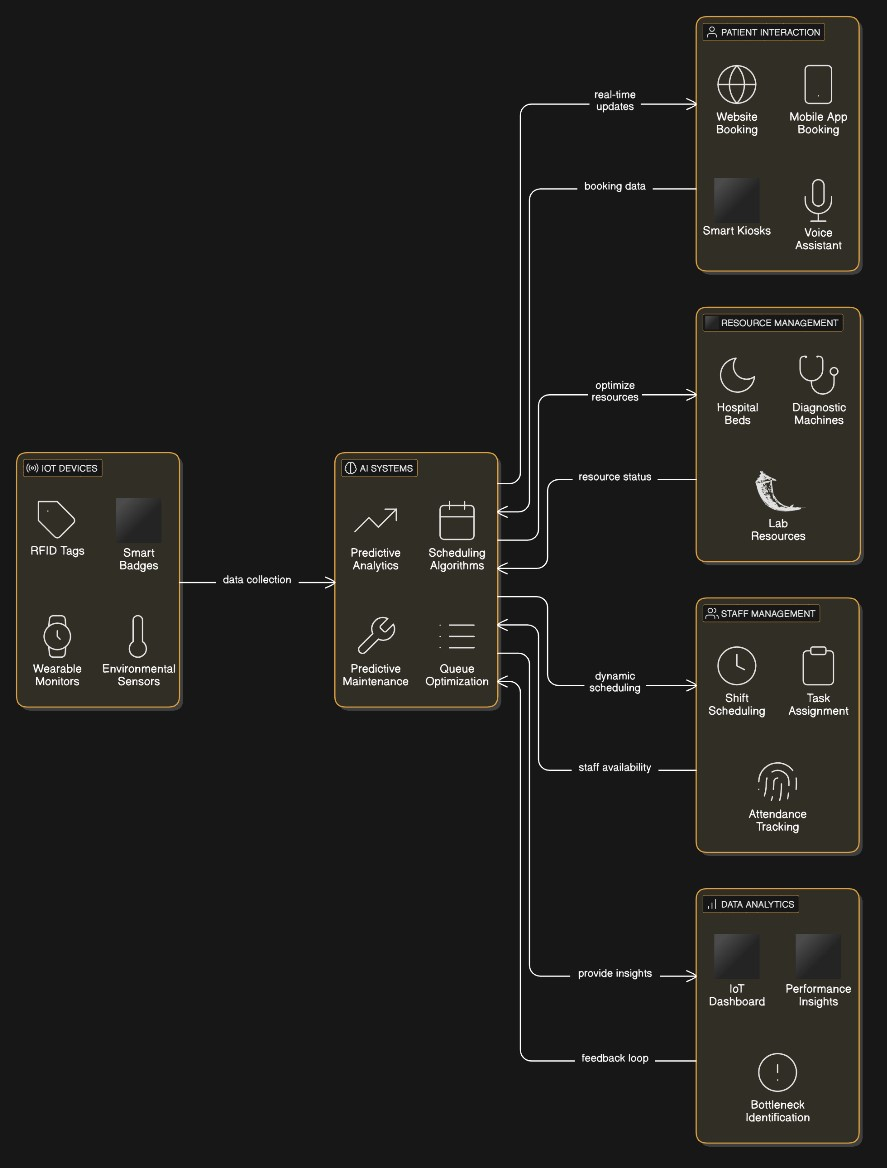 PATIENT INTERACTION
Website
Booking
Mobile App
Booking
Smart Kiosks
Voice
Assistant
real-time
updates
booking data
RESOURCE MANAGEMENT
Hospital
Beds
Diagnostic
Machines
Lab
Resources
optimize
resources
resource status
IOT DEVICES
RFID Tags
Smart
Badges
Wearable
Monitors
Environmental
Sensors
data collection
AI SYSTEMS
Predictive
Analytics
Scheduling
Algorithms
Predictive
Maintenance
Queue
Optimization
STAFF MANAGEMENT
Shift
Scheduling
Task
Assignment
Attendance
Tracking
dynamic
scheduling
staff availability
DATA ANALYTICS
IoT
Dashboard
Performance
Insights
Bottleneck
Identification
provide insights
feedback loop